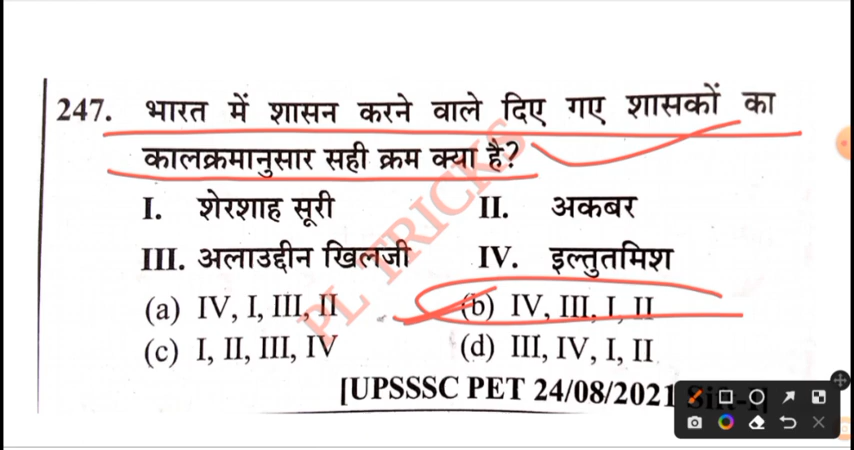 247. भारत में शासन करने वाले दिए गए शासकों का
कालक्रमानुसार सही क्रम क्या है?
I. शेरशाह सूरी II. अकबर
III. अलाउद्दीन खिलजी IV. इल्तुतमिश
(a) IV, I, III, II (b) IV, III, I, II
(c) I, II, III, IV (d) III, IV, I, II
[UPSSSC PET 24/08/2021
PL TRICKS